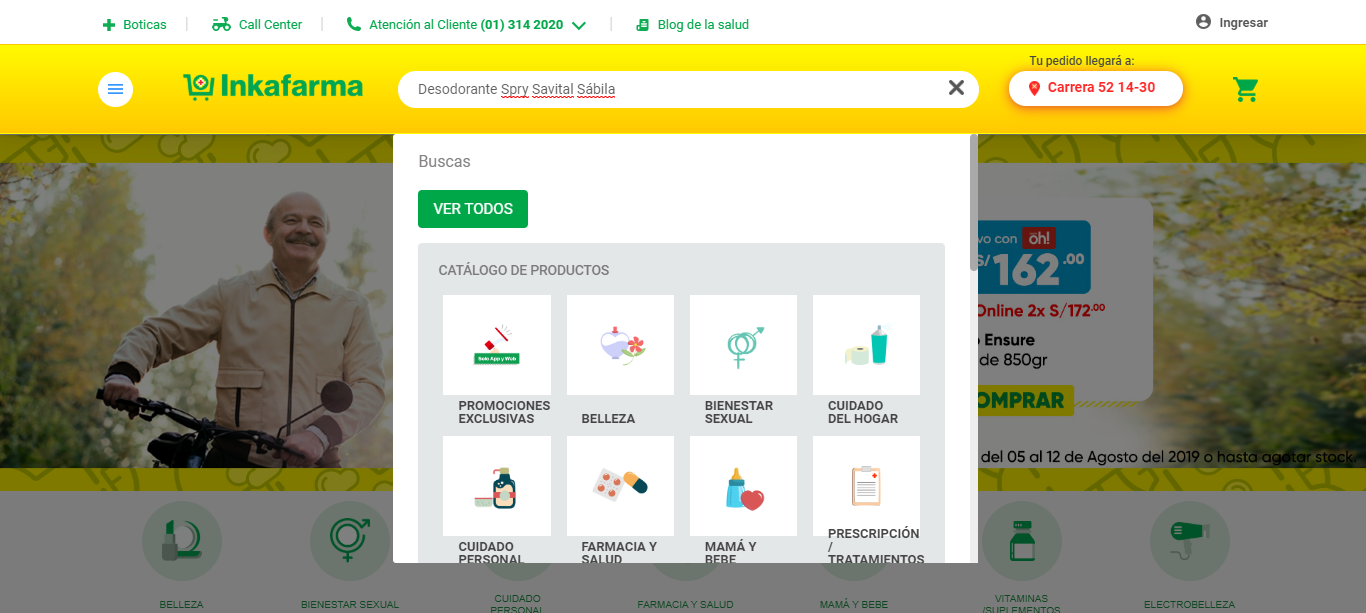 Boticas
Call Center
Atención al Cliente (01) 314 2020
Blog de la salud
Ingresar
Inkafarma
Desodorante Spry Savital Sábila
Tu pedido llegará a:
Carrera 52 14-30
Buscas
VER TODOS
CATÁLOGO DE PRODUCTOS
Solo App y Web
PROMOCIONES
EXCLUSIVAS
BELLEZA
BIENESTAR
SEXUAL
CUIDADO
DEL HOGAR
CUIDADO
PERSONAL
FARMACIA Y
SALUD
MAMÁ Y
BEBE
PRESCRIPCIÓN
/
TRATAMIENTOS
vo con öh!
S/162.00
Online 2x S/172.00
o Ensure
de 850gr
OMPRAR
del 05 al 12 de Agosto del 2019 o hasta agotar stock.
BELLEZA
BIENESTAR SEXUAL
CUIDADO
PERSONAL
FARMACIA Y SALUD
MAMÁ Y BEBE
VITAMINAS
/SUPLEMENTOS
ELECTROBELLEZA